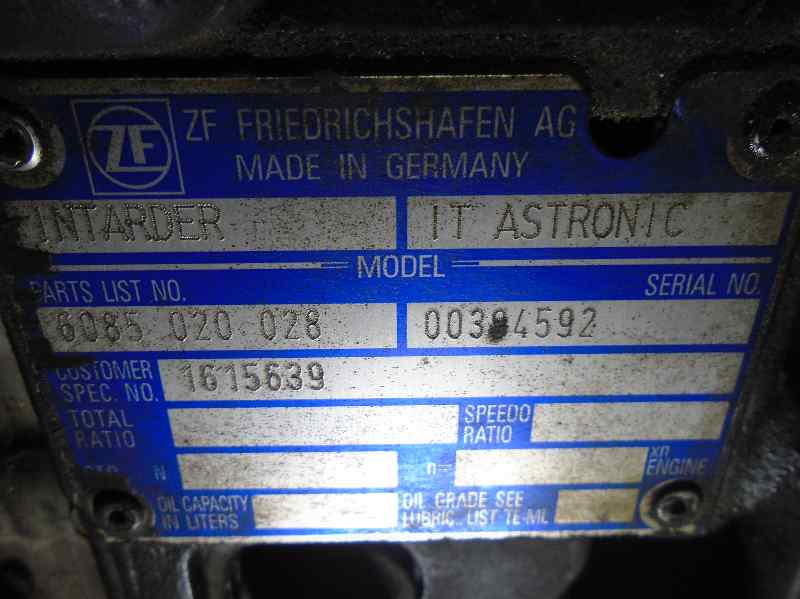 ZF
ZF FRIEDRICHSHAFEN AG
MADE IN GERMANY
INTARDER IT ASTRONIC
MODEL
PARTS LIST NO. SERIAL NO.
6085 020 028
CUSTOMER SPEC. NO. 1615639
TOTAL RATIO SPEEDO RATIO
N n= xn ENGINE
OIL CAPACITY IN LITERS OIL GRADE SEE LUBRIC. LIST TE-ML